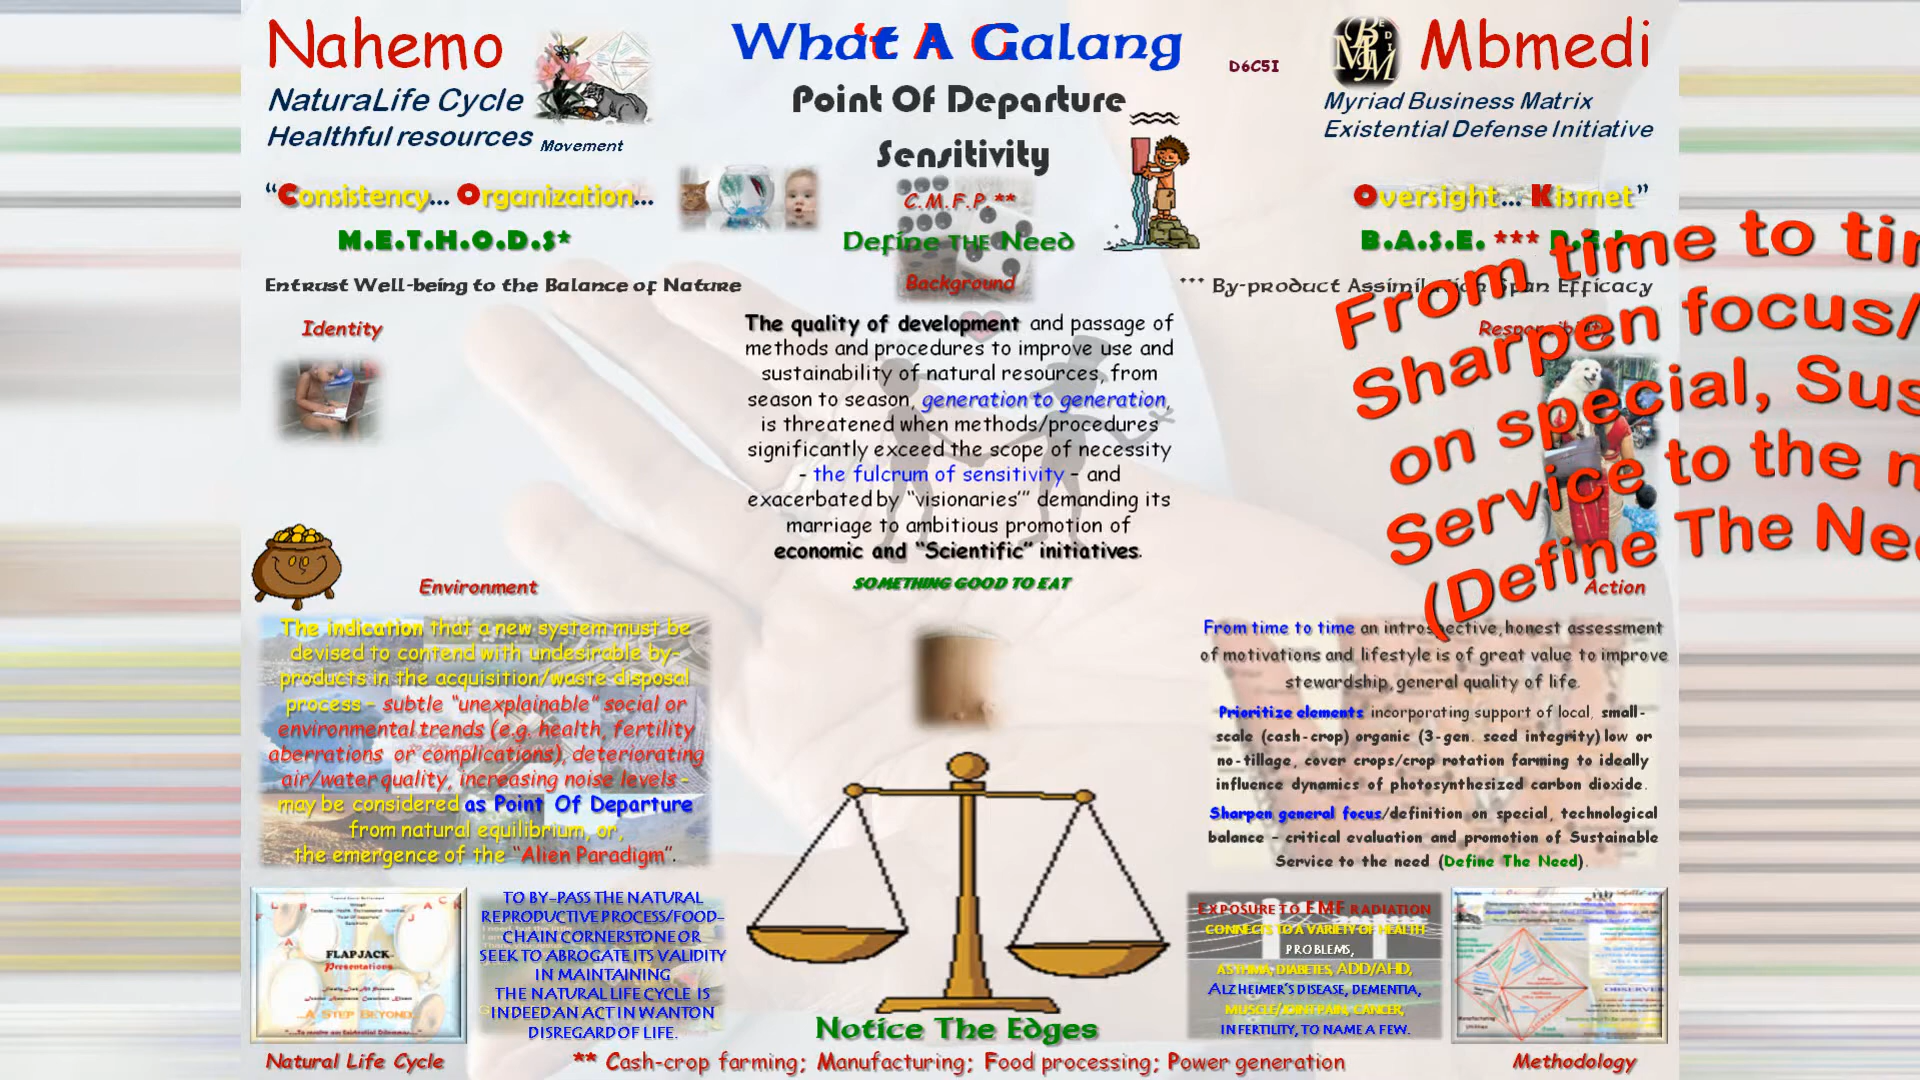 Nahemo
NaturaLife Cycle
Healthful resources Movement
"Consistency... Organization...
M.E.T.H.O.D.S*
Entrust Well-being to the Balance of Nature
Identity
What A Galang
Point Of Departure
Sensitivity
C.M.F.P.**
Define THE Need
Background
D6C5I
BMMEDI
Mbmedi
Myriad Business Matrix
Existential Defense Initiative
Oversight... Kismet"
B.A.S.E. ***
*** By-product Assimilation Span Efficacy
From time to
Sharpen focus/
on special,
Service to the
(Define The
The quality of development and passage of
methods and procedures to improve use and
sustainability of natural resources, from
season to season, generation to generation,
is threatened when methods/procedures
significantly exceed the scope of necessity
- the fulcrum of sensitivity - and
exacerbated by "visionaries'" demanding its
marriage to ambitious promotion of
economic and "Scientific" initiatives.
SOMETHING GOOD TO EAT
Environment
The indication that a new system must be
devised to contend with undesirable by-
products in the acquisition/waste disposal
process - subtle "unexplainable" social or
environmental trends (e.g. health, fertility
aberrations or complications), deteriorating
air/water quality, increasing noise levels -
may be considered as Point Of Departure
from natural equilibrium, or,
the emergence of the "Alien Paradigm".
Action
From time to time an introspective, honest assessment
of motivations and lifestyle is of great value to improve
stewardship, general quality of life.
Prioritize elements incorporating support of local, small-
scale (cash-crop) organic (3-gen. seed integrity) low or
no-tillage, cover crops/crop rotation farming to ideally
influence dynamics of photosynthesized carbon dioxide.
Sharpen general focus/definition on special, technological
balance - critical evaluation and promotion of Sustainable
Service to the need (Define The Need).
FLAPJACK
FLAPJACK-
Presentations
...A STEP BEYOND
TO BY-PASS THE NATURAL
REPRODUCTIVE PROCESS/FOOD-
CHAIN CORNERSTONE OR
SEEK TO ABROGATE ITS VALIDITY
IN MAINTAINING
THE NATURAL LIFE CYCLE IS
INDEED AN ACT IN WANTON
DISREGARD OF LIFE.
Notice The Edges
EXPOSURE TO EMF RADIATION
CONNECTS TO A VARIETY OF HEALTH
PROBLEMS,
ASTHMA, DIABETES, ADD/AHD,
ALZHEIMER'S DISEASE, DEMENTIA,
MUSCLE/JOINT PAIN, CANCER,
INFERTILITY, TO NAME A FEW.
OBSERVER
Natural Life Cycle
** Cash-crop farming; Manufacturing; Food processing; Power generation
Methodology